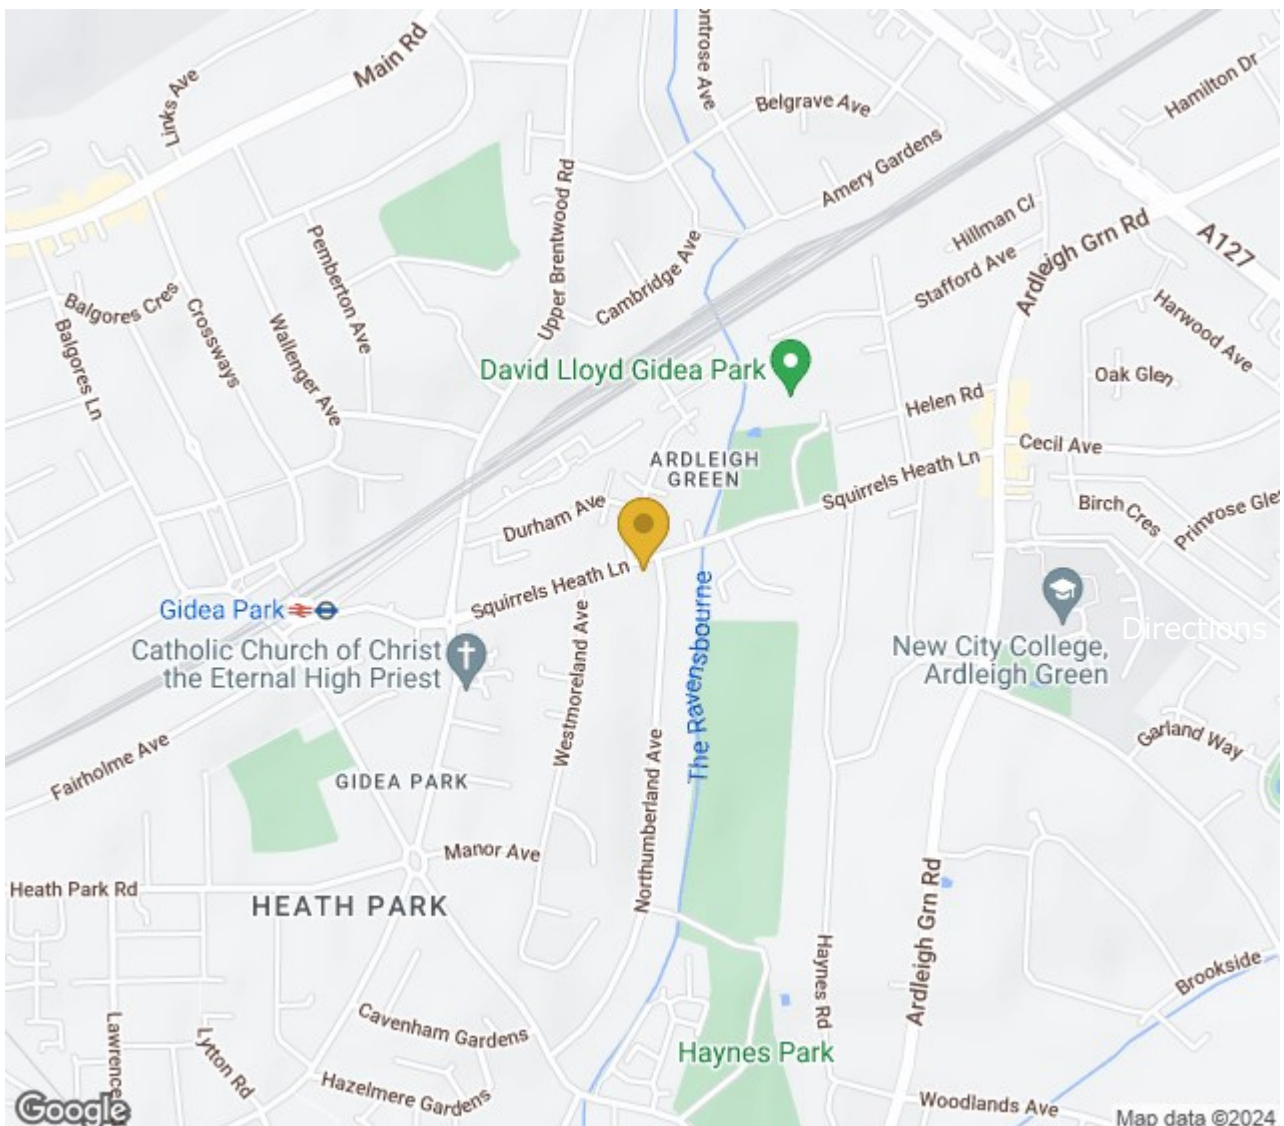 Main Rd
Links Ave
ntrose Ave
Belgrave Ave
Hamilton Dr
Amery Gardens
Hillman Cl
Ardleigh Grn Rd
A127
Stafford Ave
Harwood Ave
Upper Brentwood Rd
Pemberton Ave
Cambridge Ave
Balgores Cres
Crossways
Wallenger Ave
Balgores Ln
David Lloyd Gidea Park
Oak Glen
Helen Rd
Cecil Ave
ARDLEIGH
GREEN
Squirrels Heath Ln
Birch Cres
Primrose Glen
Durham Ave
Squirrels Heath Ln
Gidea Park
Catholic Church of Christ
the Eternal High Priest
Westmoreland Ave
The Ravensbourne
New City College,
Ardleigh Green
Directions
Garland Way
Fairholme Ave
GIDEA PARK
Northumberland Ave
Manor Ave
Heath Park Rd
HEATH PARK
Ardleigh Grn Rd
Haynes Rd
Brookside
Cavenham Gardens
Lawrence
Lytton Rd
Hazelmere Gardens
Haynes Park
Woodlands Ave
Google
Map data ©2024